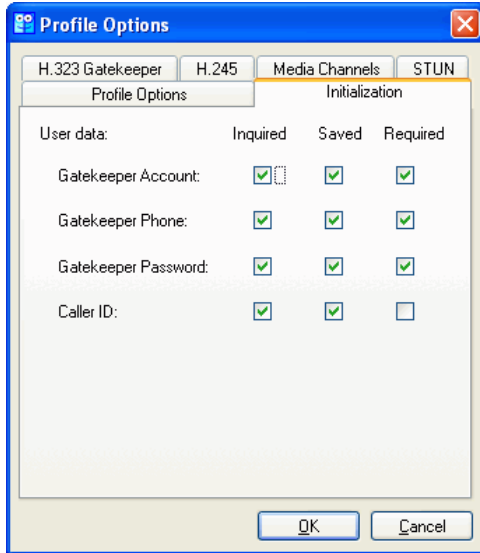 Profile Options
H.323 Gatekeeper H.245 Media Channels STUN
Profile Options Initialization
User data: Inquired Saved Required
Gatekeeper Account:
Gatekeeper Phone:
Gatekeeper Password:
Caller ID:
OK Cancel